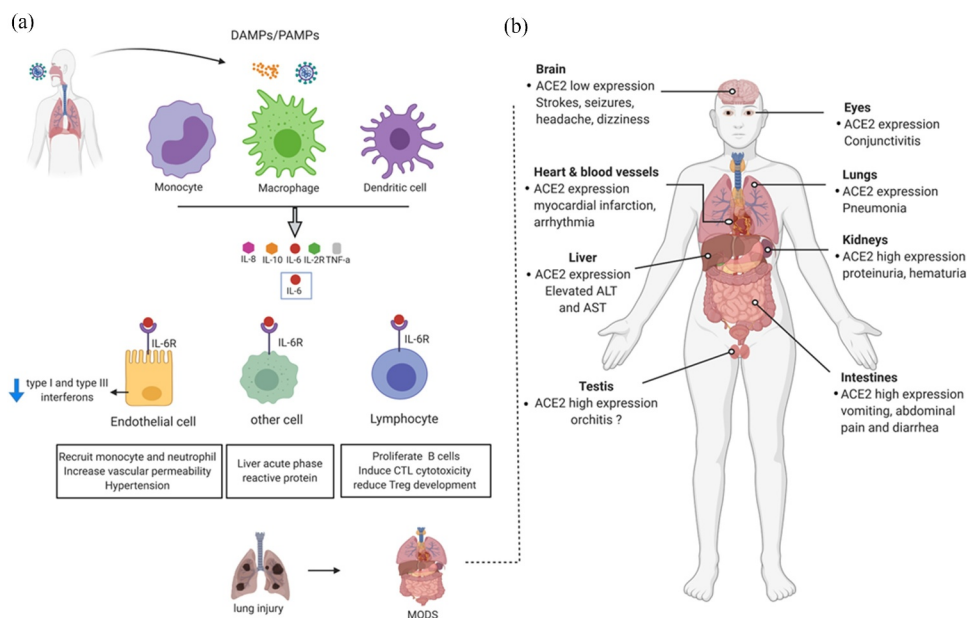 (a)
DAMPs/PAMPs
Monocyte
Macrophage
Dendritic cell
IL-8
IL-10
IL-6
IL-2R
TNF-a
IL-6
IL-6R
IL-6R
IL-6R
type I and type III
interferons
Endothelial cell
other cell
Lymphocyte
Recruit monocyte and neutrophil
Increase vascular permeability
Hypertension
Liver acute phase
reactive protein
Proliferate B cells
Induce CTL cytotoxicity
reduce Treg development
lung injury
MODS
(b)
Brain
• ACE2 low expression
Strokes, seizures,
headache, dizziness
Heart & blood vessels
• ACE2 expression
myocardial infarction,
arrhythmia
Liver
• ACE2 expression
Elevated ALT
and AST
Testis
• ACE2 high expression
orchitis ?
Eyes
• ACE2 expression
Conjunctivitis
Lungs
• ACE2 expression
Pneumonia
Kidneys
• ACE2 high expression
proteinuria, hematuria
Intestines
• ACE2 high expression
vomiting, abdominal
pain and diarrhea